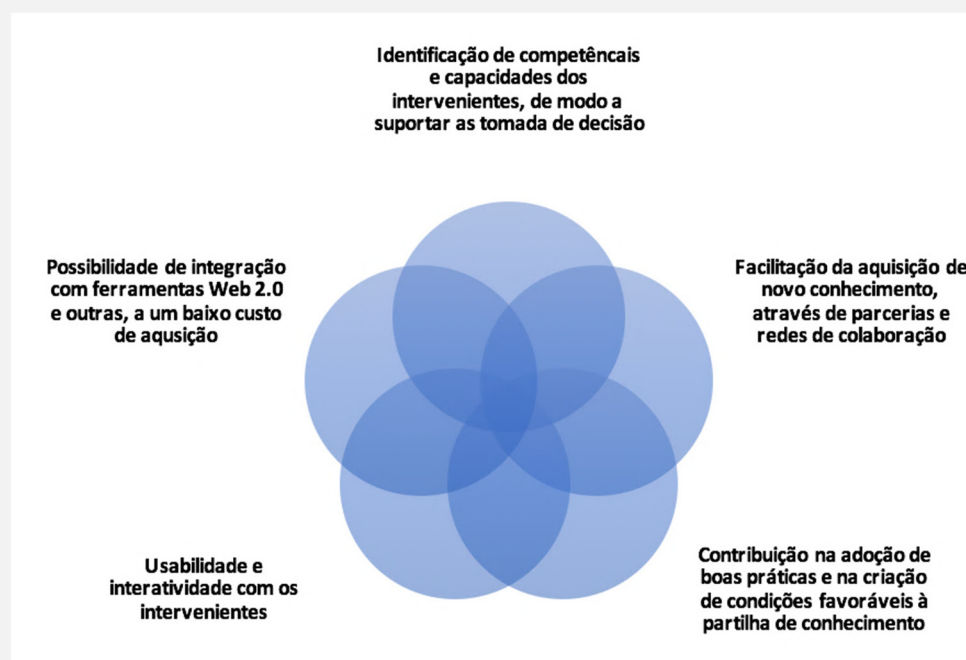 Identificação de competêncais
e capacidades dos
intervenientes, de modo a
suportar as tomada de decisão
Possibilidade de integração
com ferramentas Web 2.0
e outras, a um baixo custo
de aqusição
Facilitação da aquisição de
novo conhecimento,
através de parcerias e
redes de colaboração
Usabilidade e
interatividade com os
intervenientes
Contribuição na adoção de
boas práticas e na criação
de condições favoráveis à
partilha de conhecimento